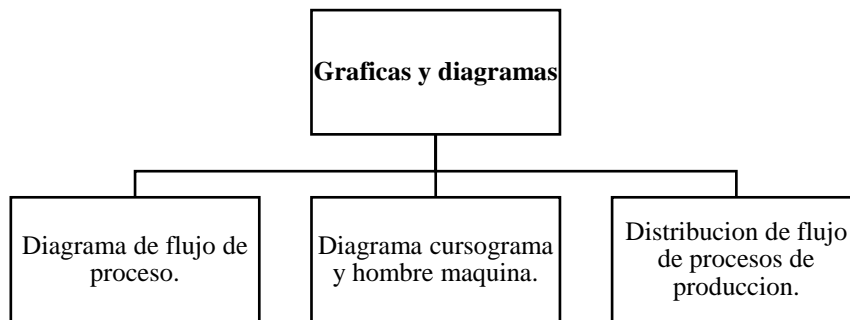 Graficas y diagramas
Diagrama de flujo de
proceso.
Diagrama cursograma
y hombre maquina.
Distribucion de flujo
de procesos de
produccion.